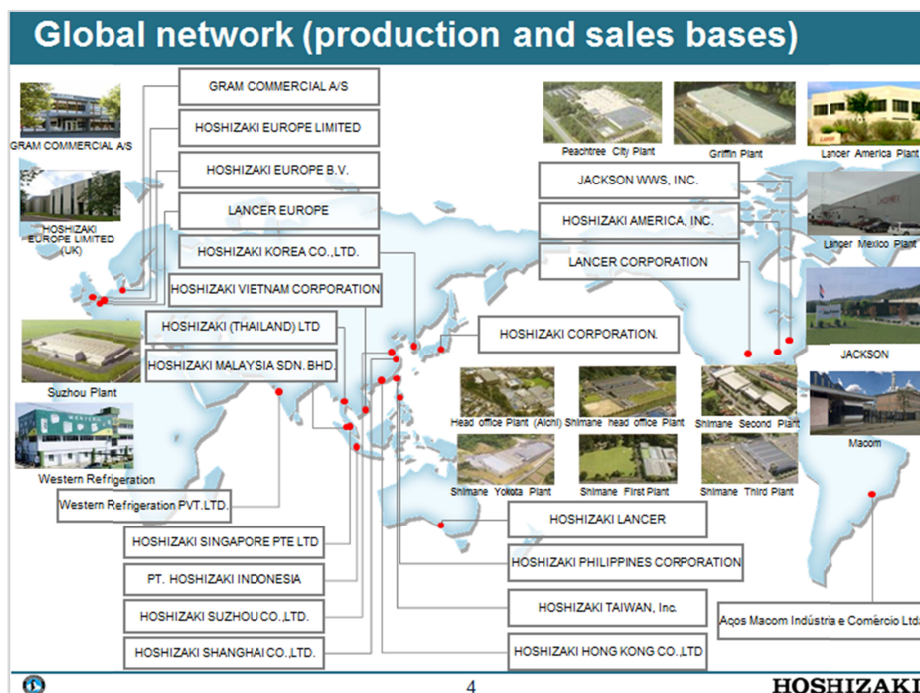 Global network (production and sales bases)
GRAM COMMERCIAL A/S
HOSHIZAKI EUROPE LIMITED
HOSHIZAKI EUROPE B.V.
LANCER EUROPE
HOSHIZAKI KOREA CO.,LTD.
HOSHIZAKI VIETNAM CORPORATION
HOSHIZAKI (THAILAND) LTD
HOSHIZAKI MALAYSIA SDN. BHD.
GRAM COMMERCIAL A/S
HOSHIZAKI
EUROPE LIMITED
(UK)
Suzhou Plant
Western Refrigeration
Western Refrigeration PVT.LTD.
HOSHIZAKI SINGAPORE PTE LTD
PT. HOSHIZAKI INDONESIA
HOSHIZAKI SUZHOU CO.,LTD.
HOSHIZAKI SHANGHAI CO.,LTD.
Peachtree City Plant
Griffin Plant
Lancer America Plant
JACKSON WWS, INC.
HOSHIZAKI AMERICA, INC.
LANCER CORPORATION
Lancer Mexico Plant
JACKSON
Macom
HOSHIZAKI CORPORATION.
Head office Plant (Aichi)
Shimane head office Plant
Shimane Second Plant
Shimane Yokota Plant
Shimane First Plant
Shimane Third Plant
HOSHIZAKI LANCER
HOSHIZAKI PHILIPPINES CORPORATION
HOSHIZAKI TAIWAN, Inc.
HOSHIZAKI HONG KONG CO.,LTD
Aços Macom Indústria e Comércio Ltda
4
HOSHIZAKI